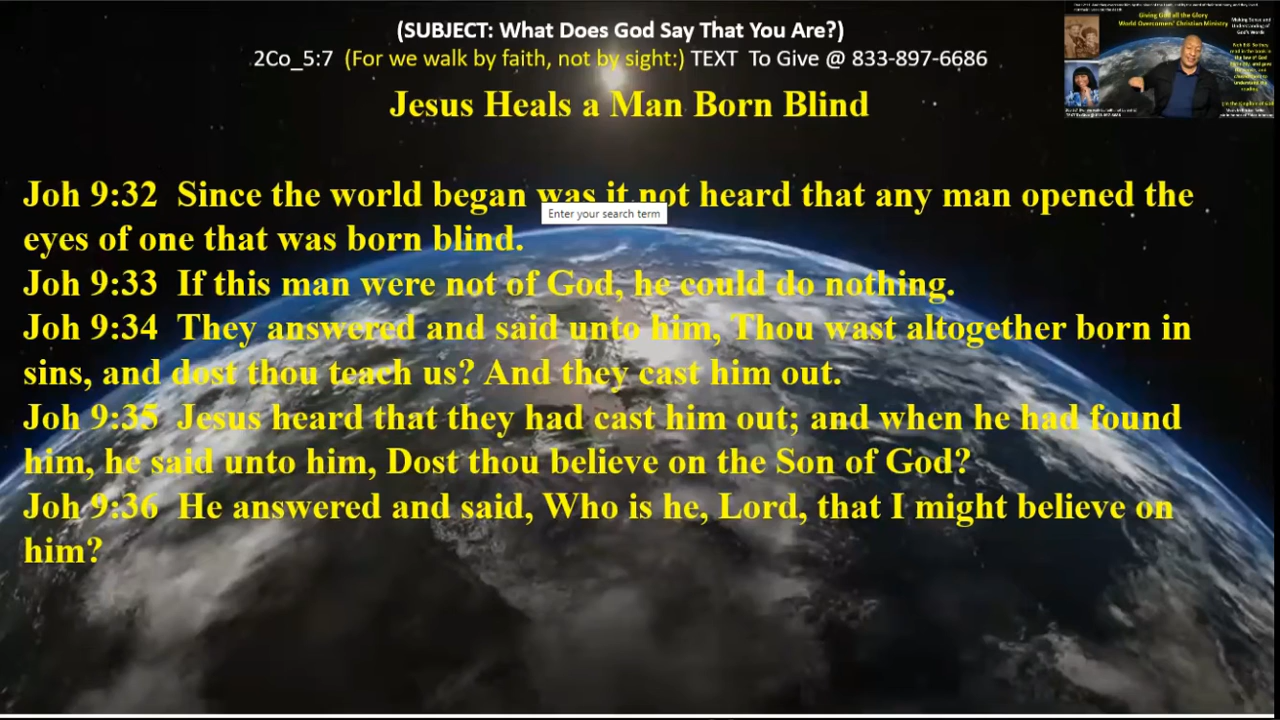 (SUBJECT: What Does God Say That You Are?)
2Co_5:7 (For we walk by faith, not by sight:) TEXT To Give @ 833-897-6686
Jesus Heals a Man Born Blind
Giving God all the Glory
World Overcomers' Christian Ministry
Making Sense and
Understanding of
God's Words
Joh 9:32 Since the world began was it not heard that any man opened the
Enter your search term
eyes of one that was born blind.
Joh 9:33 If this man were not of God, he could do nothing.
Joh 9:34 They answered and said unto him, Thou wast altogether born in
sins, and dost thou teach us? And they cast him out.
Joh 9:35 Jesus heard that they had cast him out; and when he had found
him, he said unto him, Dost thou believe on the Son of God?
Joh 9:36 He answered and said, Who is he, Lord, that I might believe on
him?